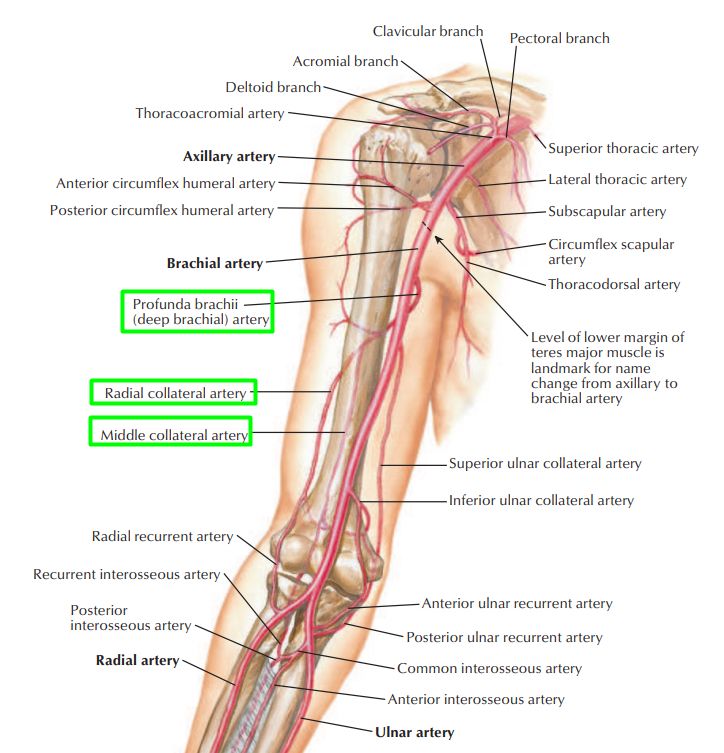 Clavicular branch
Pectoral branch
Acromial branch
Deltoid branch
Thoracoacromial artery
Superior thoracic artery
Axillary artery
Lateral thoracic artery
Anterior circumflex humeral artery
Posterior circumflex humeral artery
Subscapular artery
Circumflex scapular
artery
Brachial artery
Thoracodorsal artery
Profunda brachii
(deep brachial) artery
Level of lower margin of
teres major muscle is
landmark for name
change from axillary to
brachial artery
Radial collateral artery
Middle collateral artery
Superior ulnar collateral artery
Inferior ulnar collateral artery
Radial recurrent artery
Recurrent interosseous artery
Anterior ulnar recurrent artery
Posterior
interosseous artery
Posterior ulnar recurrent artery
Radial artery
Common interosseous artery
Anterior interosseous artery
Ulnar artery